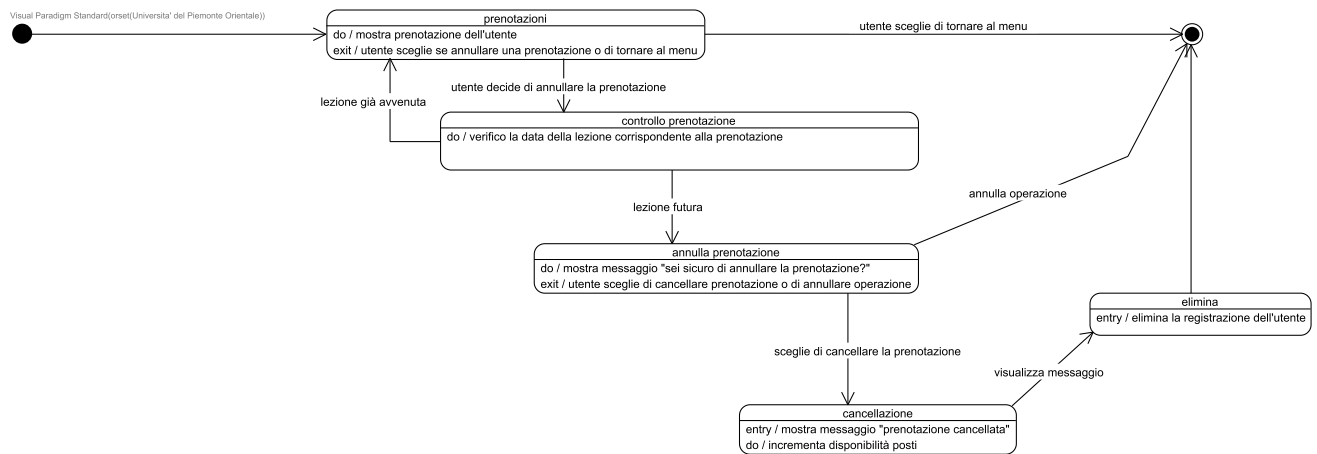 Visual Paradigm Standard(orset(Universita' del Piemonte Orientale))
prenotazioni
do / mostra prenotazione dell'utente
exit / utente sceglie se annullare una prenotazione o di tornare al menu
utente sceglie di tornare al menu
utente decide di annullare la prenotazione
lezione già avvenuta
controllo prenotazione
do / verifico la data della lezione corrispondente alla prenotazione
lezione futura
annulla operazione
annulla prenotazione
do / mostra messaggio "sei sicuro di annullare la prenotazione?"
exit / utente sceglie di cancellare prenotazione o di annullare operazione
elimina
entry / elimina la registrazione dell'utente
sceglie di cancellare la prenotazione
visualizza messaggio
cancellazione
entry / mostra messaggio "prenotazione cancellata"
do / incrementa disponibilità posti